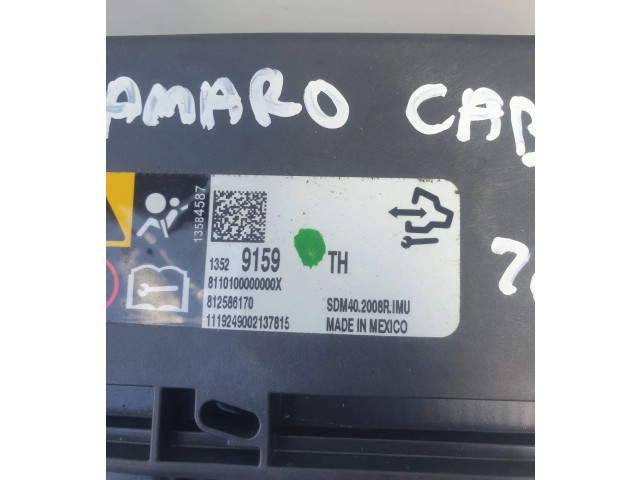 AMARO CAB
13584587
1352 9159 TH
8110100000000X
812586170 SDM40.2008R.IMU
1119249002137815 MADE IN MEXICO